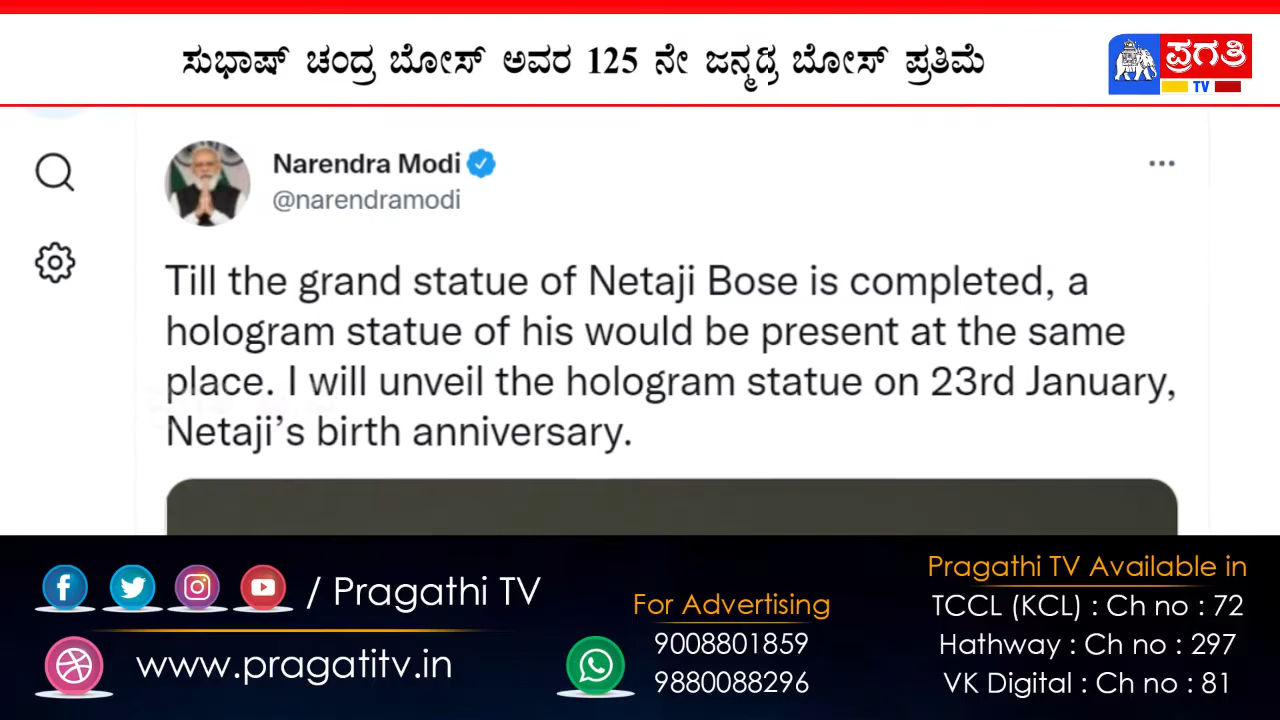 ಸುಭಾಷ್ ಚಂದ್ರ ಬೋಸ್ ಅವರ 125 ನೇ ಜನ್ಮದಿ ಬೋಸ್ ಪ್ರತಿಮೆ
ಪ್ರಗತಿ
TV
Narendra Modi
@narendramodi
Till the grand statue of Netaji Bose is completed, a
hologram statue of his would be present at the same
place. I will unveil the hologram statue on 23rd January,
Netaji’s birth anniversary.
/ Pragathi TV
www.pragatitv.in
For Advertising
9008801859
9880088296
Pragathi TV Available in
TCCL (KCL) : Ch no : 72
Hathway : Ch no : 297
VK Digital : Ch no : 81